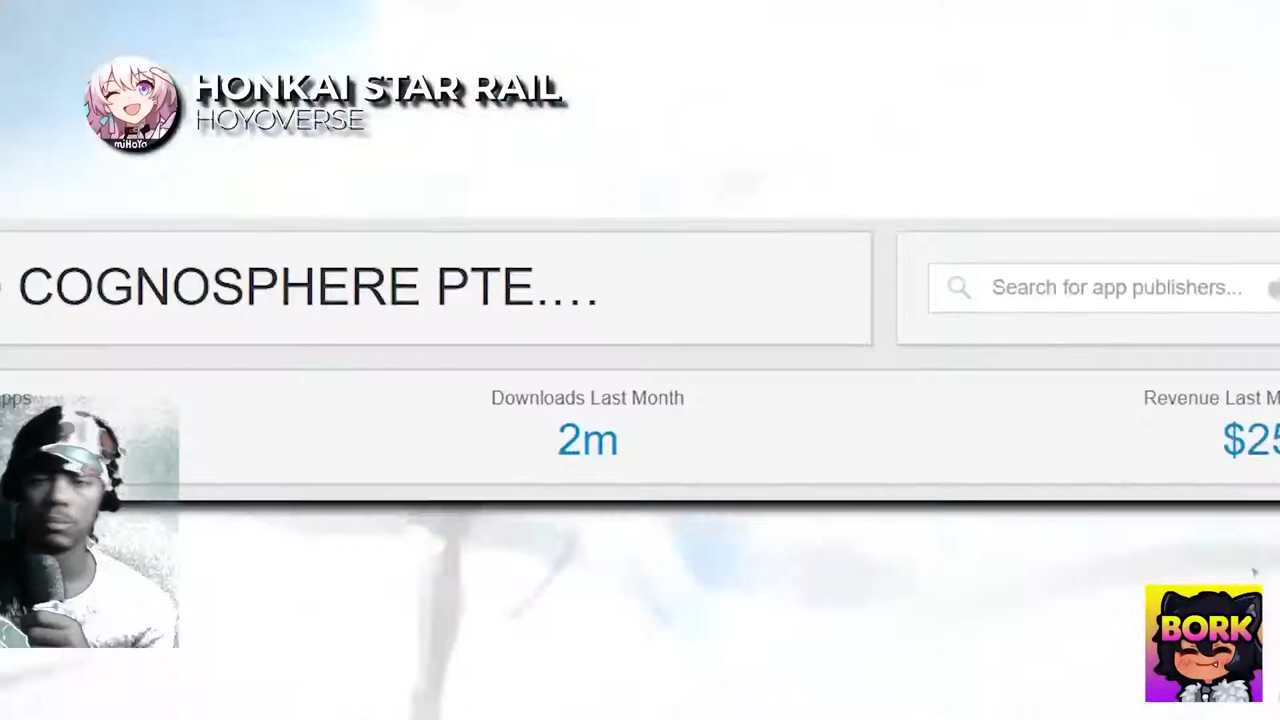 HONKAI STAR RAIL
HOYOVERSE
miHoYo
COGNOSPHERE PTE....
Search for app publishers...
pps
Downloads Last Month
2m
Revenue Last M
$25
BORK